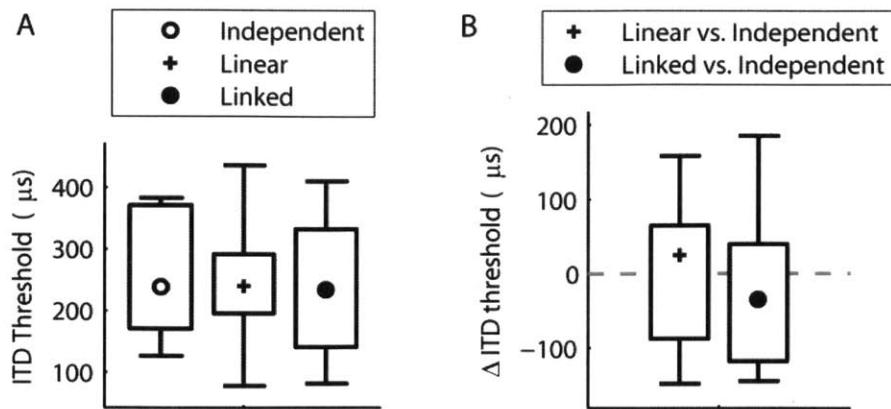 A
Independent
Linear
Linked
ITD Threshold ( μs)
400
300
200
100
B
Linear vs. Independent
Linked vs. Independent
Δ ITD threshold ( μs)
200
100
0
−100